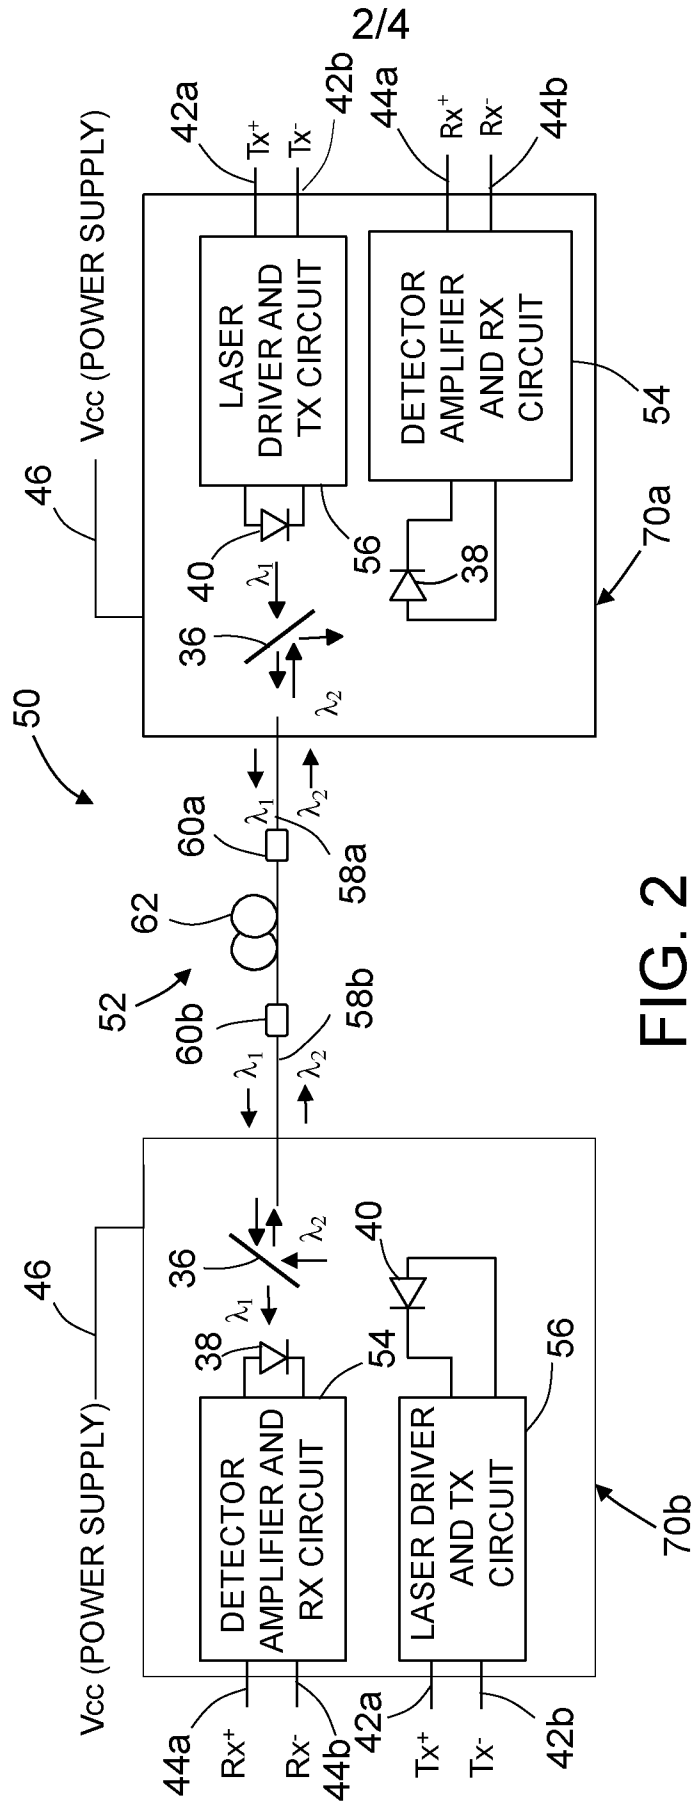 2/4
50
52
Vcc (POWER SUPPLY)
46
Vcc (POWER SUPPLY)
46
44a
Rx+
Rx-
44b
DETECTOR
AMPLIFIER AND
RX CIRCUIT
38
54
λ1
36
λ2
40
LASER DRIVER
AND TX
CIRCUIT
56
42a
Tx+
Tx-
42b
70b
λ1
λ2
60b
58b
62
60a
58a
λ1
λ2
36
λ2
λ1
40
LASER
DRIVER AND
TX CIRCUIT
56
42a
Tx+
Tx-
42b
38
DETECTOR
AMPLIFIER
AND RX
CIRCUIT
54
44a
Rx+
Rx-
44b
70a
FIG. 2